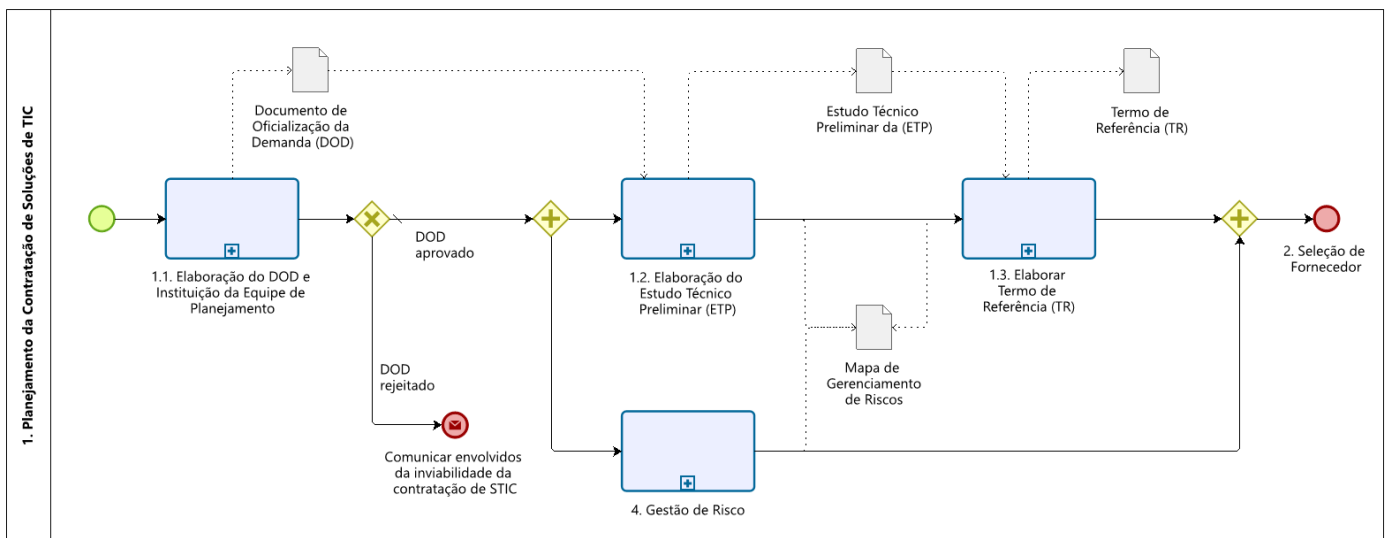 1. Planejamento da Contratação de Soluções de TIC
Documento de
Oficialização da
Demanda (DOD)
Estudo Técnico
Preliminar da (ETP)
Termo de
Referência (TR)
1.1. Elaboração do DOD e
Instituição da Equipe de
Planejamento
DOD
aprovado
1.2. Elaboração do
Estudo Técnico
Preliminar (ETP)
1.3. Elaborar
Termo de
Referência (TR)
2. Seleção de
Fornecedor
DOD
rejeitado
Mapa de
Gerenciamento
de Riscos
Comunicar envolvidos
da inviabilidade da
contratação de STIC
4. Gestão de Risco